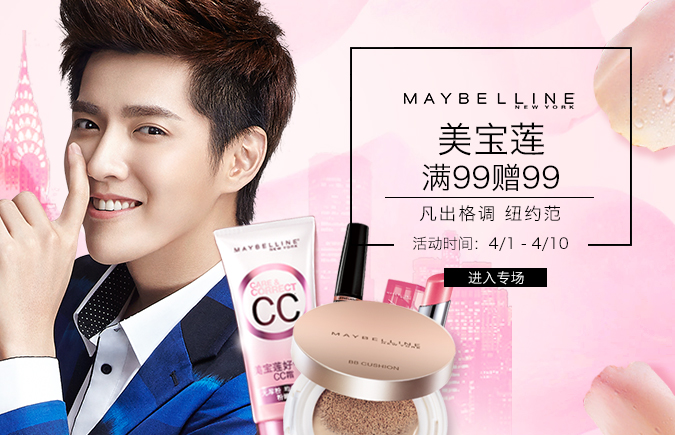 MAYBELLINE
NEW YORK
美宝莲
满99赠99
凡出格调 纽约范
活动时间：4/1 - 4/10
进入专场
MAYBELLINE
NEW YORK
CARE &
CORRECT
CC
美宝莲好
CC霜
MAYBELLINE
BB CUSHION